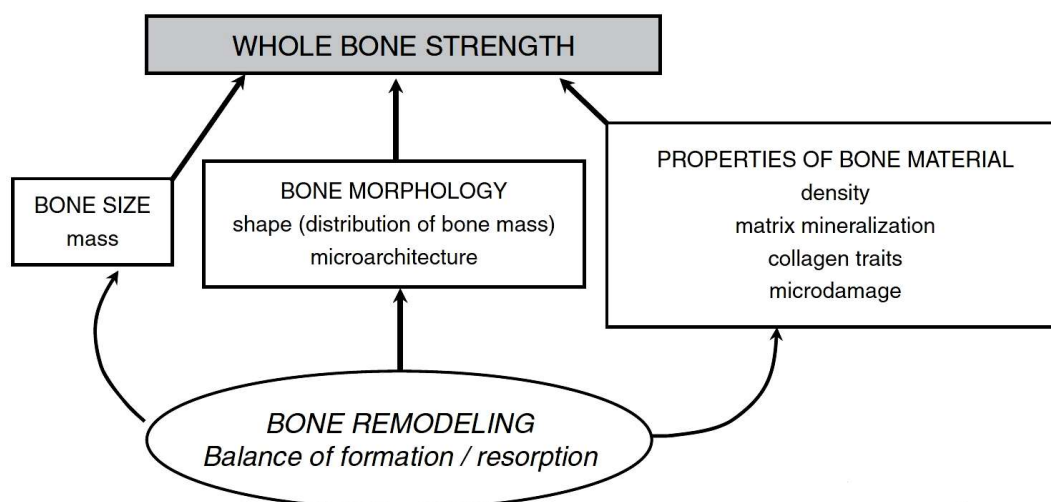 WHOLE BONE STRENGTH
BONE SIZE
mass
BONE MORPHOLOGY
shape (distribution of bone mass)
microarchitecture
PROPERTIES OF BONE MATERIAL
density
matrix mineralization
collagen traits
microdamage
BONE REMODELING
Balance of formation / resorption